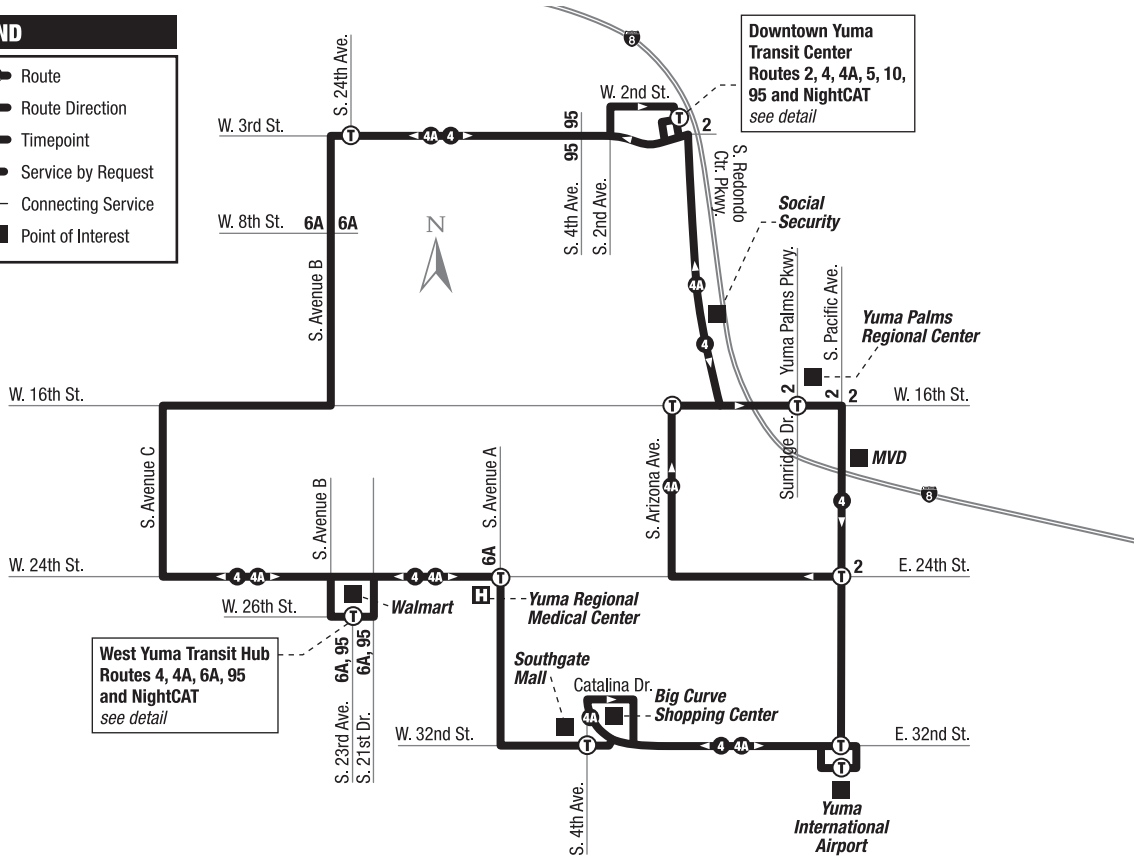 ND
Route
Route Direction
Timepoint
Service by Request
Connecting Service
Point of Interest
Downtown Yuma
Transit Center
Routes 2, 4, 4A, 5, 10,
95 and NightCAT
see detail
8
S. 24th Ave.
W. 2nd St.
W. 3rd St.
T
4A 4
95 95
T
2
S. 4th Ave.
S. 2nd Ave.
S. Redondo
Ctr. Pkwy.
W. 8th St.
6A 6A
N
S. Avenue B
Social
Security
4A
4
Yuma Palms Pkwy.
S. Pacific Ave.
Yuma Palms
Regional Center
W. 16th St.
T
2
T
2 2
W. 16th St.
Sunridge Dr.
MVD
S. Avenue C
S. Avenue B
S. Avenue A
S. Arizona Ave.
4A
4
8
W. 24th St.
4 4A
4 4A
6A
T
T
2
E. 24th St.
W. 26th St.
T
Walmart
H
Yuma Regional
Medical Center
West Yuma Transit Hub
Routes 4, 4A, 6A, 95
and NightCAT
see detail
6A, 95
6A, 95
S. 23rd Ave.
S. 21st Dr.
Southgate
Mall
Catalina Dr.
4A
Big Curve
Shopping Center
W. 32nd St.
T
4 4A
T
E. 32nd St.
T
S. 4th Ave.
Yuma
International
Airport